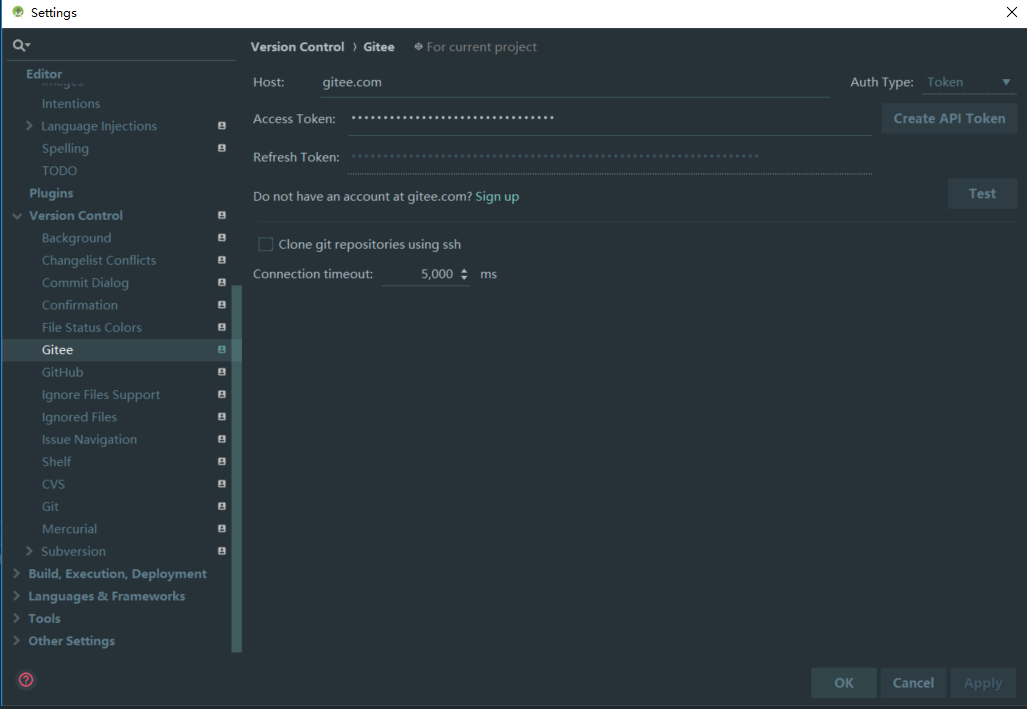 Settings
Version Control › Gitee For current project
Editor
Images
Intentions
Language Injections
Spelling
TODO
Plugins
Version Control
Background
Changelist Conflicts
Commit Dialog
Confirmation
File Status Colors
Gitee
GitHub
Ignore Files Support
Ignored Files
Issue Navigation
Shelf
CVS
Git
Mercurial
Subversion
Build, Execution, Deployment
Languages & Frameworks
Tools
Other Settings
Host: gitee.com Auth Type: Token
Access Token: Create API Token
Refresh Token:
Do not have an account at gitee.com? Sign up
Test
Clone git repositories using ssh
Connection timeout: 5,000 ms
?
OK Cancel Apply